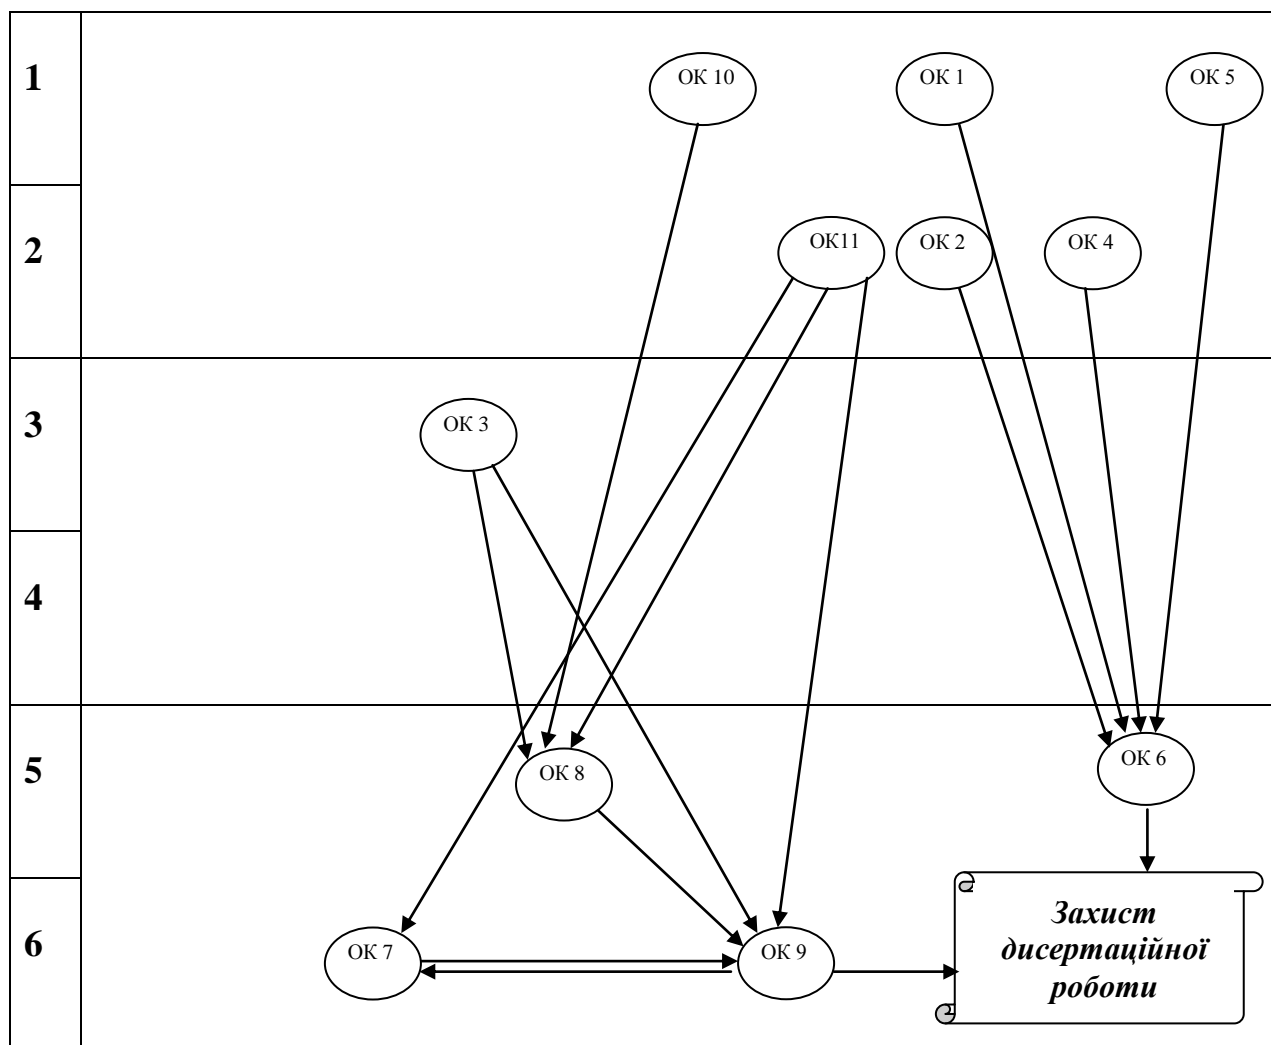 1
ОК 10
ОК 1
ОК 5
2
ОК11
ОК 2
ОК 4
3
ОК 3
4
5
ОК 8
ОК 6
6
ОК 7
ОК 9
Захист
дисертаційної
роботи